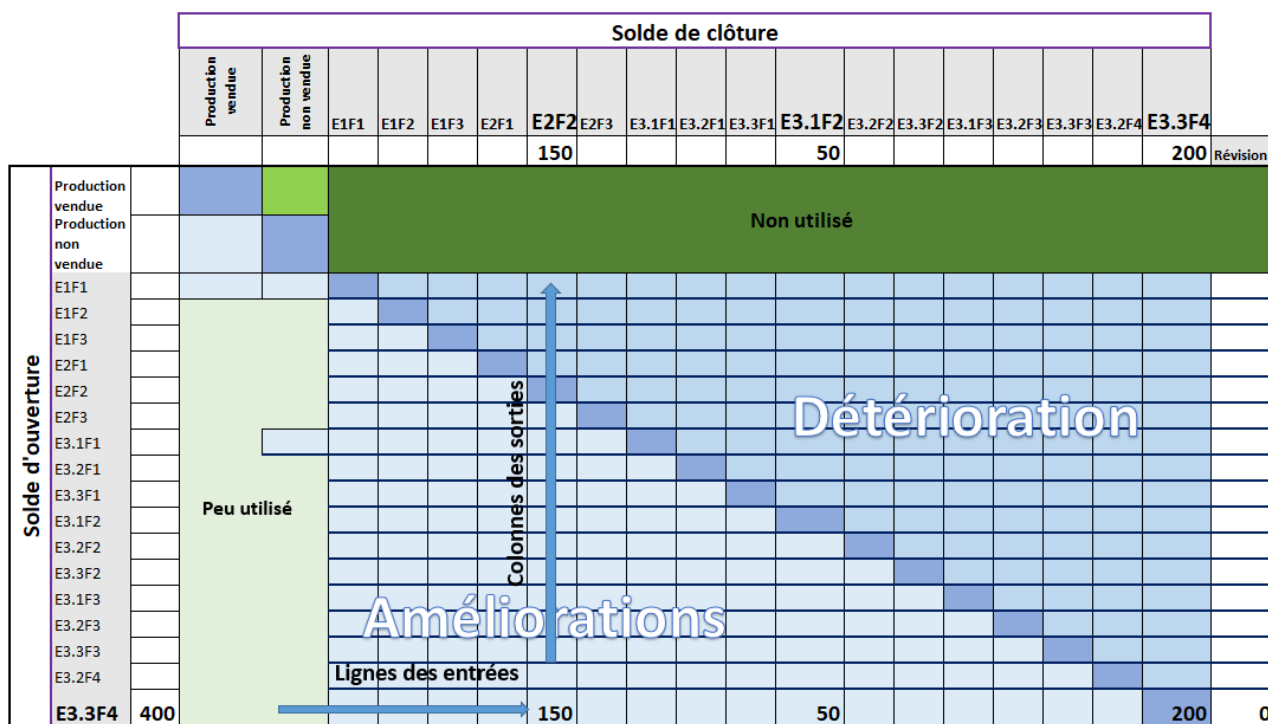 Solde de clôture
Production vendue
Production non vendue
E1F1 E1F2 E1F3 E2F1 E2F2 E2F3 E3.1F1 E3.2F1 E3.3F1 E3.1F2 E3.2F2 E3.3F2 E3.1F3 E3.2F3 E3.3F3 E3.2F4 E3.3F4
150 50 200 Révision
Solde d'ouverture
Production
vendue
Production
non
vendue
Non utilisé
E1F1
E1F2
E1F3
E2F1
E2F2
E2F3
E3.1F1
E3.2F1
E3.3F1
E3.1F2
E3.2F2
E3.3F2
E3.1F3
E3.2F3
E3.3F3
E3.2F4
Détérioration
Colonnes des sorties
Peu utilisé
Améliorations
Lignes des entrées
E3.3F4 400 150 50 200 0